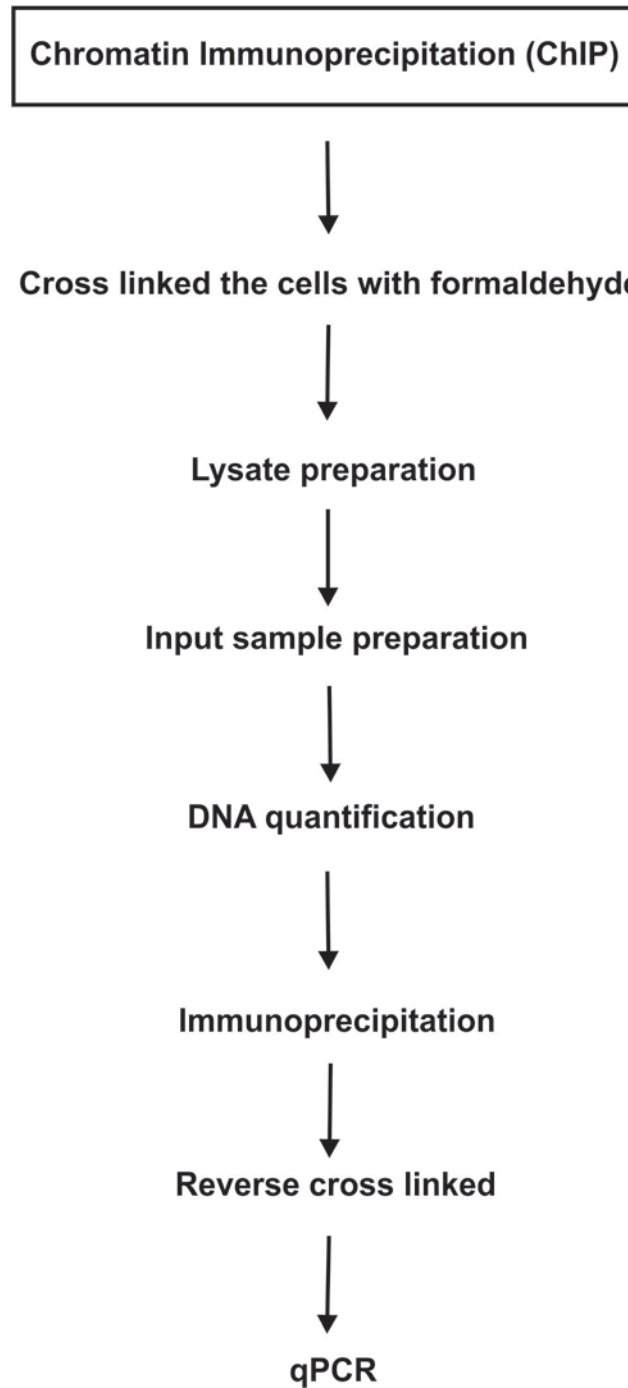 Chromatin Immunoprecipitation (ChIP)
Cross linked the cells with formaldehyde
Lysate preparation
Input sample preparation
DNA quantification
Immunoprecipitation
Reverse cross linked
qPCR